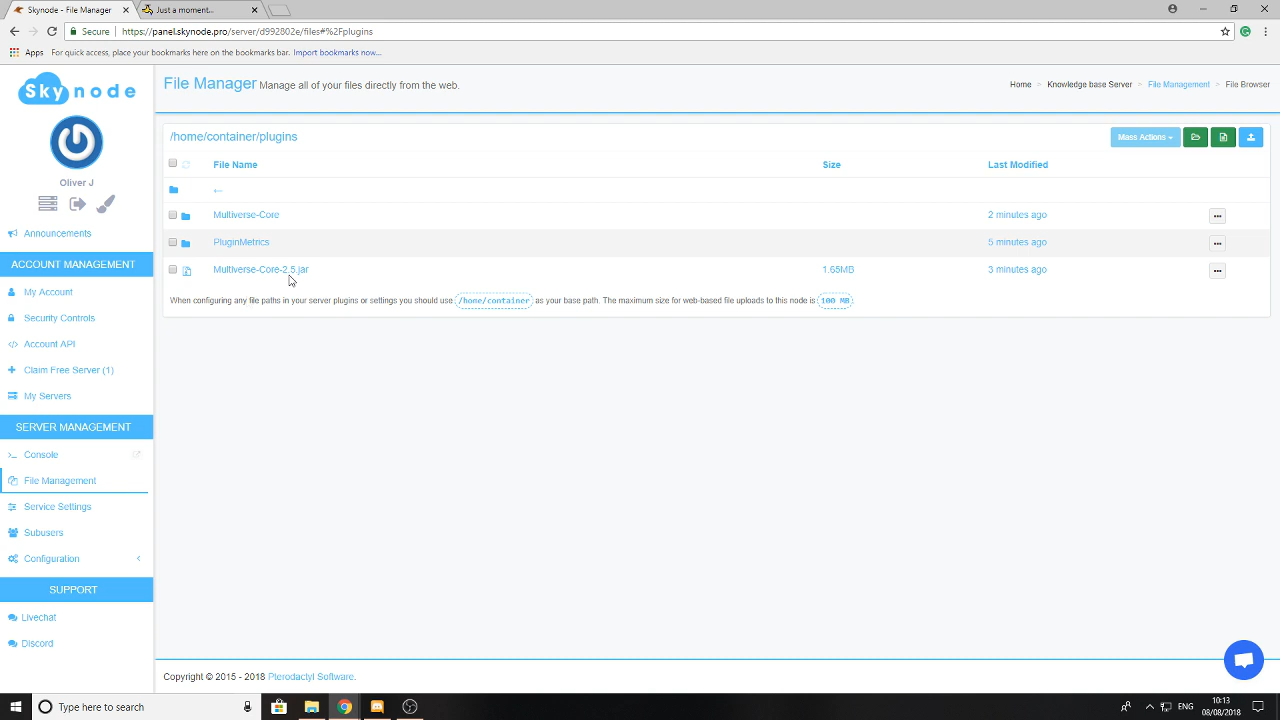 Skynode - File Manager
Just a moment...
Secure
https://panel.skynode.pro/server/d992802e/files#%2Fplugins
Apps
For quick access, place your bookmarks here on the bookmarks bar.
Import bookmarks now...
Skynode
Oliver J
Announcements
ACCOUNT MANAGEMENT
My Account
Security Controls
Account API
Claim Free Server (1)
My Servers
SERVER MANAGEMENT
Console
File Management
Service Settings
Subusers
Configuration
SUPPORT
Livechat
Discord
File Manager Manage all of your files directly from the web.
Home > Knowledge base Server > File Management > File Browser
/home/container/plugins
Mass Actions
File Name Size Last Modified
←
Multiverse-Core 2 minutes ago
PluginMetrics 5 minutes ago
Multiverse-Core-2.5.jar 1.65MB 3 minutes ago
When configuring any file paths in your server plugins or settings you should use /home/container as your base path. The maximum size for web-based file uploads to this node is 100 MB.
Copyright © 2015 - 2018 Pterodactyl Software.
Type here to search
ENG
10:13
08/08/2018